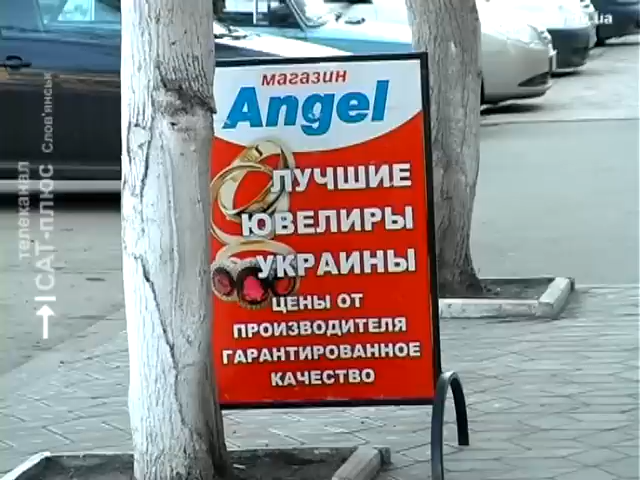 магазин
Angel
ЛУЧШИЕ
ЮВЕЛИРЫ
УКРАИНЫ
ЦЕНЫ ОТ
ПРОИЗВОДИТЕЛЯ
ГАРАНТИРОВАННОЕ
КАЧЕСТВО
телеканал
САТ-ПЛЮС
Слов'янськ